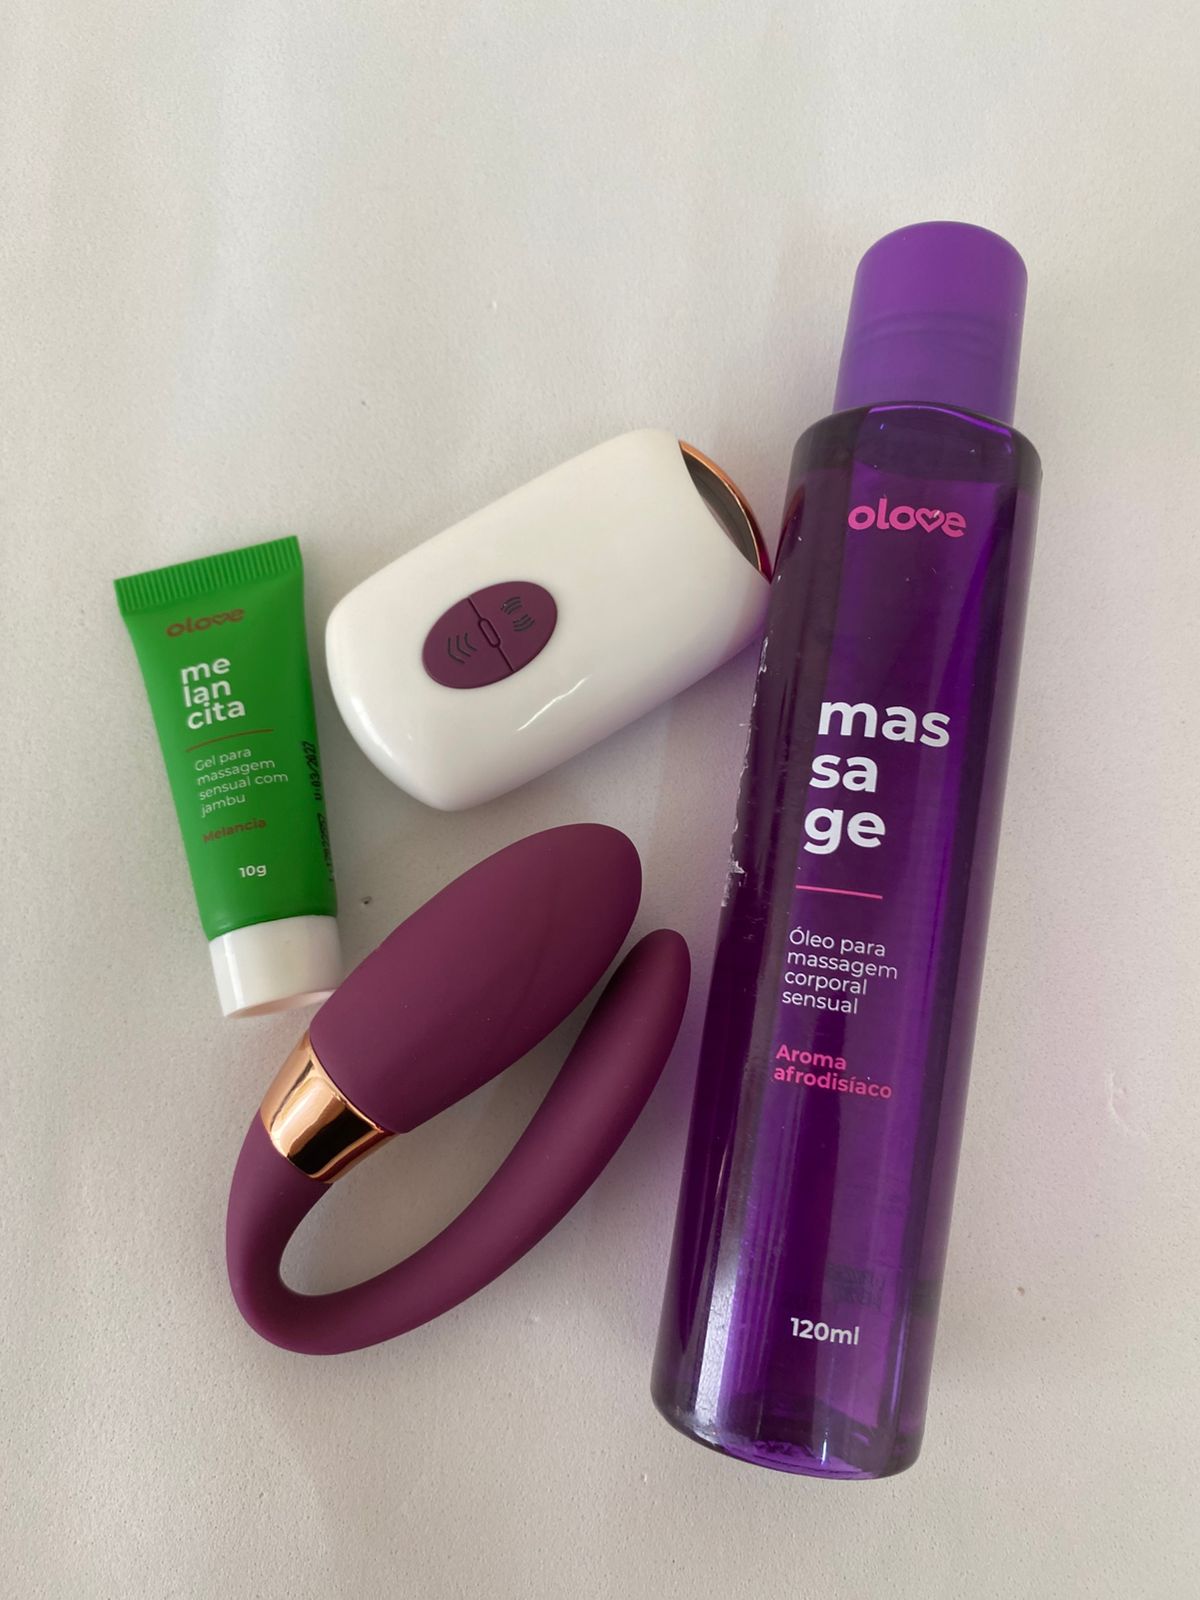 olove
me
lan
cita
Gel para
massagem
sensual com
jambu
Melancia
10g
olove
mas
sa
ge
Óleo para
massagem
corporal
sensual
Aroma
afrodisíaco
120ml